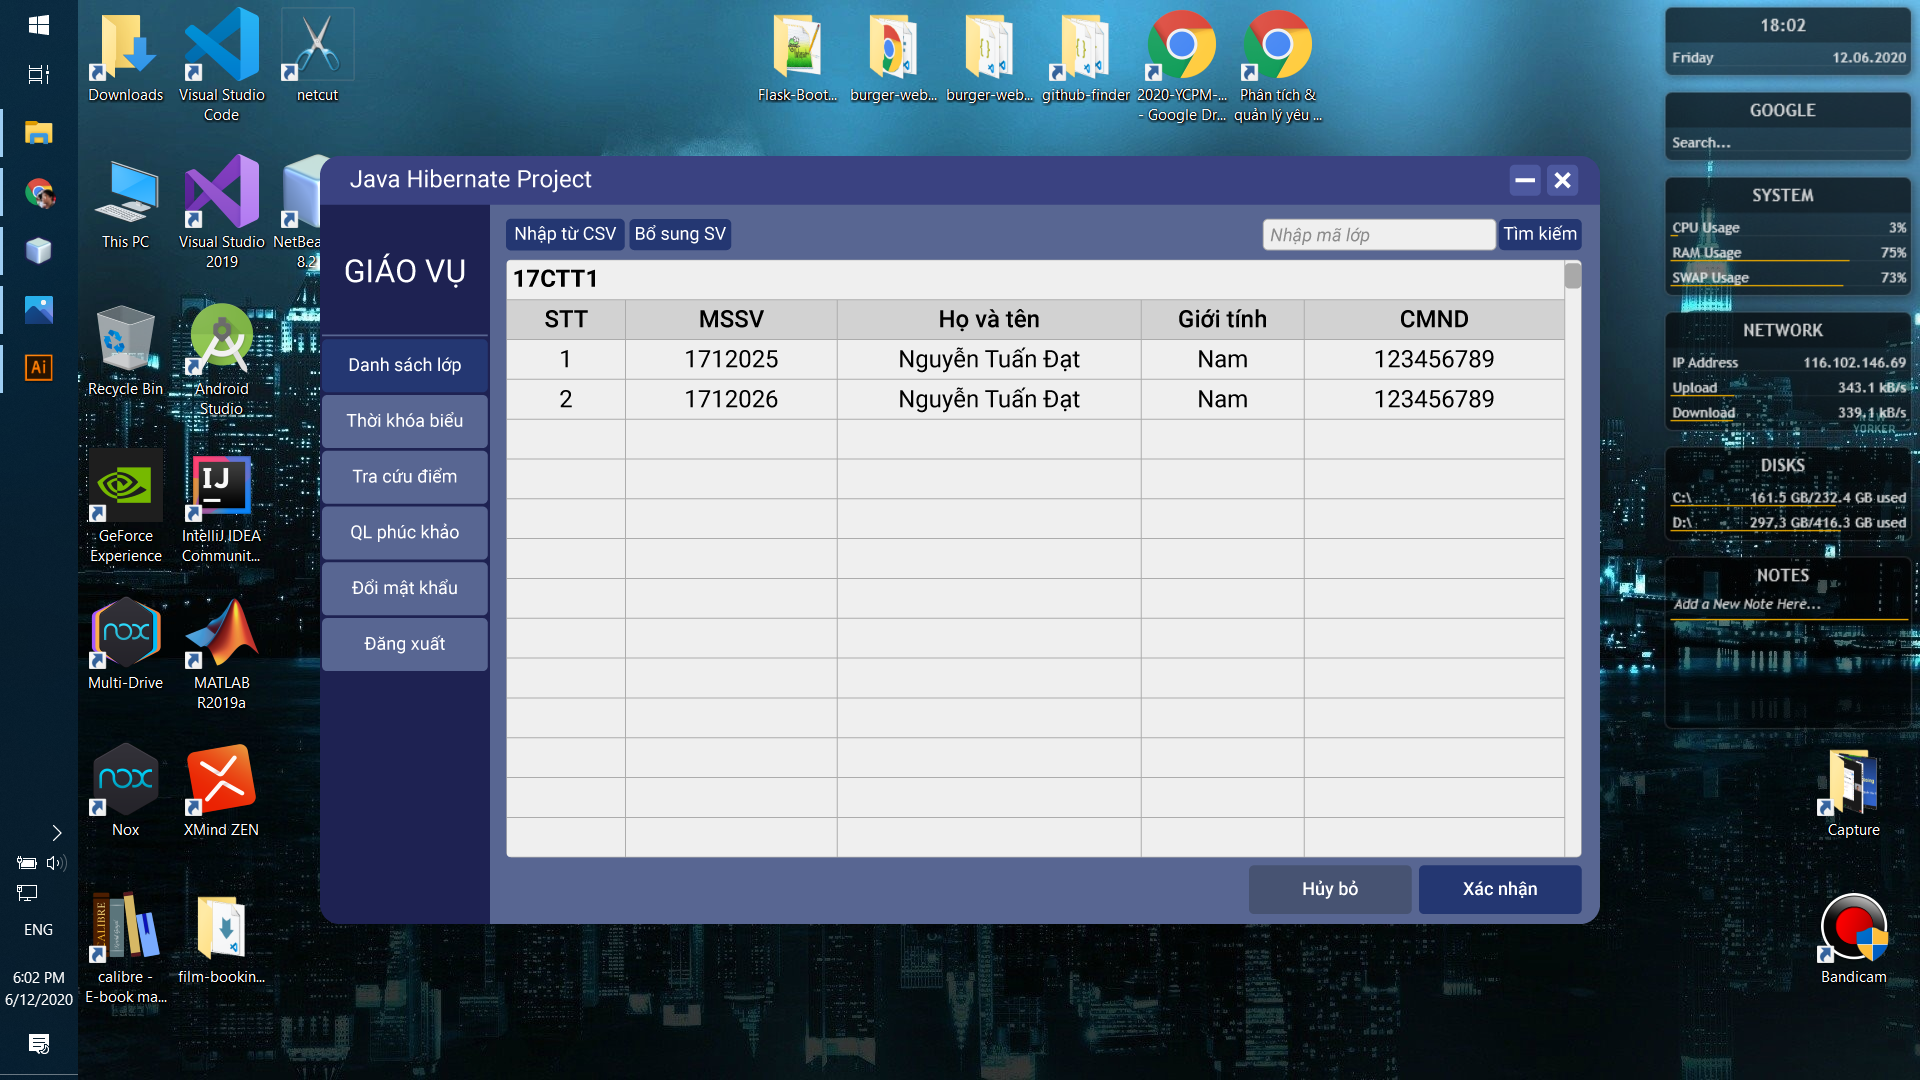 Downloads
Visual Studio
Code
netcut
This PC
Visual Studio
2019
NetBea
8.2
Recycle Bin
Android
Studio
GeForce
Experience
IntelliJ IDEA
Communit...
Multi-Drive
MATLAB
R2019a
Nox
XMind ZEN
calibre -
E-book ma...
film-bookin...
Ai
IJ
nox
nox
CALIBRE
ENG
6:02 PM
6/12/2020
Flask-Boot...
burger-web...
burger-web...
github-finder
2020-YCPM-...
- Google Dr...
Phân tích &
quản lý yêu ...
Java Hibernate Project
GIÁO VỤ
Danh sách lớp
Thời khóa biểu
Tra cứu điểm
QL phúc khảo
Đổi mật khẩu
Đăng xuất
Nhập từ CSV Bổ sung SV Nhập mã lớp Tìm kiếm
17CTT1
STT MSSV Họ và tên Giới tính CMND
1 1712025 Nguyễn Tuấn Đạt Nam 123456789
2 1712026 Nguyễn Tuấn Đạt Nam 123456789
Hủy bỏ Xác nhận
18:02
Friday 12.06.2020
GOOGLE
Search...
SYSTEM
CPU Usage 3%
RAM Usage 75%
SWAP Usage 73%
NETWORK
IP Address 116.102.146.69
Upload 343.1 kB/s
Download 339.1 kB/s
NEW
YORKER
DISKS
C:\ 161.5 GB/232.4 GB used
D:\ 297.3 GB/416.3 GB used
NOTES
Add a New Note Here...
Capture
Bandicam